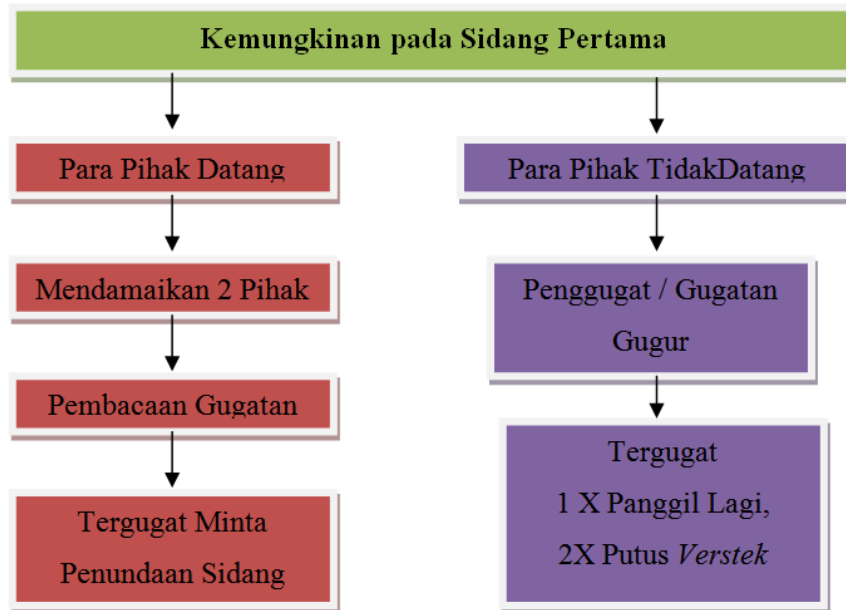 Kemungkinan pada Sidang Pertama
Para Pihak Datang
Mendamaikan 2 Pihak
Pembacaan Gugatan
Tergugat Minta
Penundaan Sidang
Para Pihak TidakDatang
Penggugat / Gugatan
Gugur
Tergugat
1 X Panggil Lagi,
2X Putus Verstek